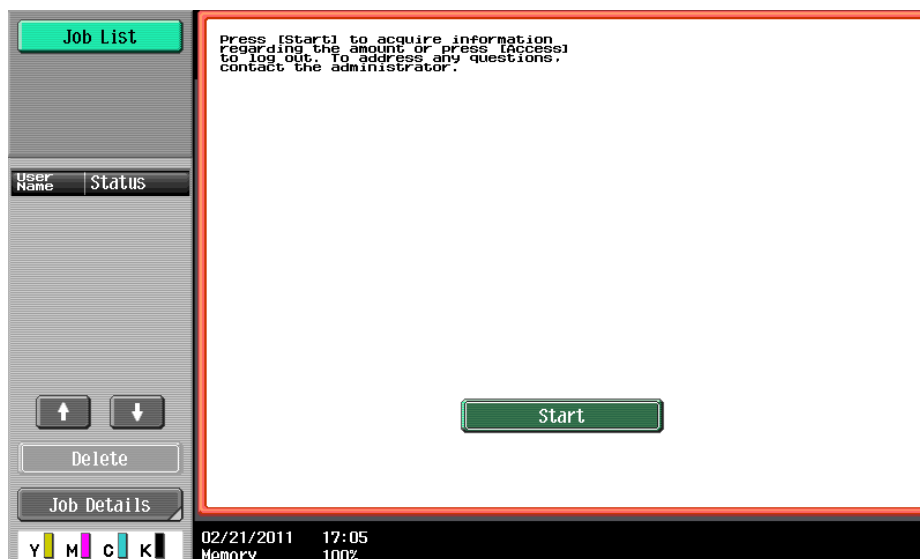 Job List
Press [Start] to acquire information
regarding the amount or press [Access]
to log out. To address any questions,
contact the administrator.
User
Name
Status
Start
Delete
Job Details
Y M C K
02/21/2011 17:05
Memory 100%